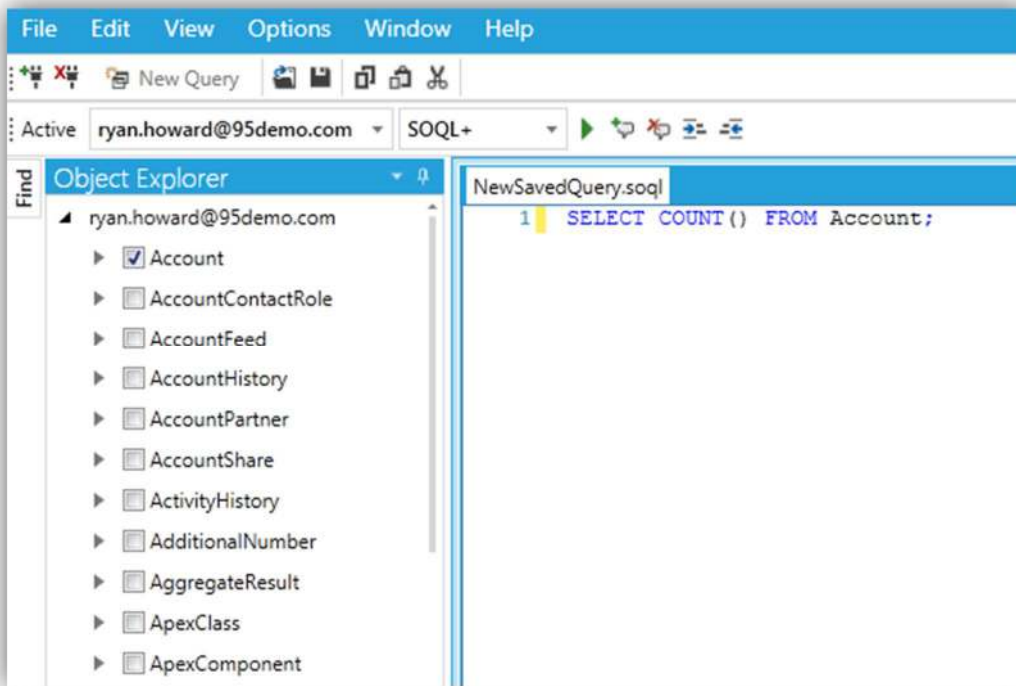 File Edit View Options Window Help
New Query
Active ryan.howard@95demo.com SOQL+
Find
Object Explorer
ryan.howard@95demo.com
Account
AccountContactRole
AccountFeed
AccountHistory
AccountPartner
AccountShare
ActivityHistory
AdditionalNumber
AggregateResult
ApexClass
ApexComponent
NewSavedQuery.soql
1 SELECT COUNT() FROM Account;